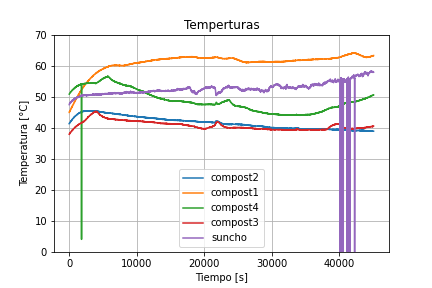 Temperturas
Temperatura [°C]
70
60
50
40
30
20
10
0
compost2
compost1
compost4
compost3
suncho
0
10000
20000
30000
40000
Tiempo [s]